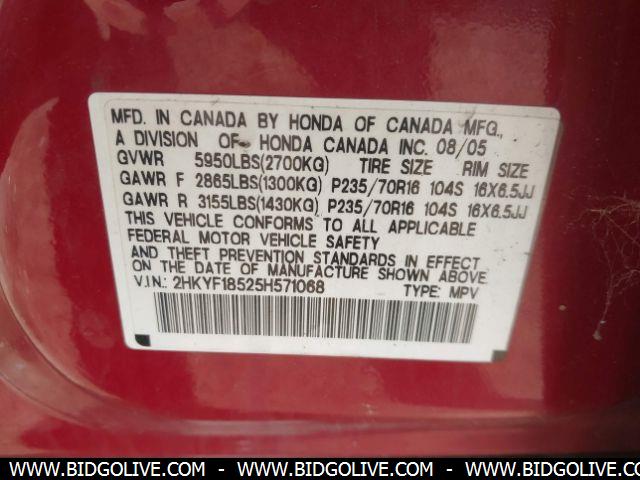 MFD. IN CANADA BY HONDA OF CANADA MFG.,
A DIVISION OF HONDA CANADA INC. 08/05
GVWR 5950LBS(2700KG) TIRE SIZE RIM SIZE
GAWR F 2865LBS(1300KG) P235/70R16 104S 16X6.5JJ
GAWR R 3155LBS(1430KG) P235/70R16 104S 16X6.5JJ
THIS VEHICLE CONFORMS TO ALL APPLICABLE
FEDERAL MOTOR VEHICLE SAFETY
AND THEFT PREVENTION STANDARDS IN EFFECT
ON THE DATE OF MANUFACTURE SHOWN ABOVE.
V.I.N.: 2HKYF18525H571068 TYPE: MPV
WWW.BIDGOLIVE.COM - WWW.BIDGOLIVE.COM - WWW.BIDGOLIVE.COM